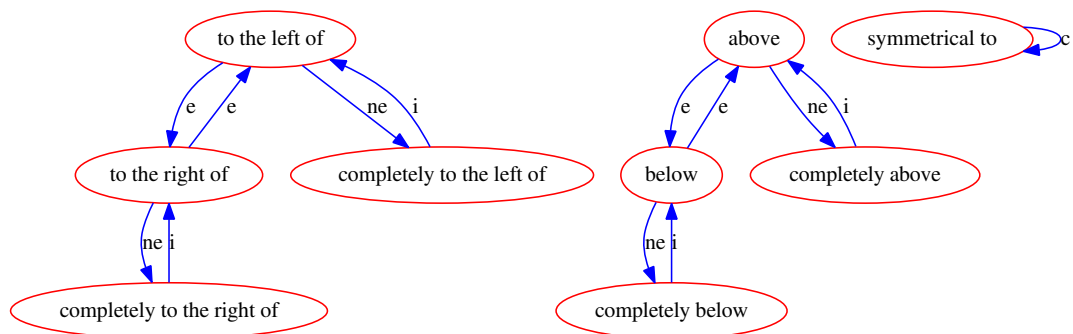 to the left of
above
symmetrical to
c
e
e
ne
i
e
e
ne
i
to the right of
completely to the left of
below
completely above
ne
i
ne
i
completely to the right of
completely below